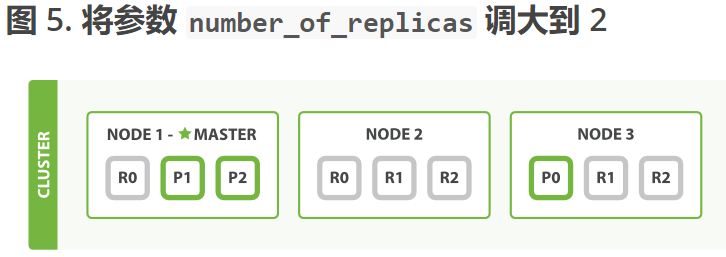 图 5. 将参数 number_of_replicas 调大到 2
CLUSTER
NODE 1 - ★ MASTER
R0 P1 P2
NODE 2
R0 R1 R2
NODE 3
P0 R1 R2